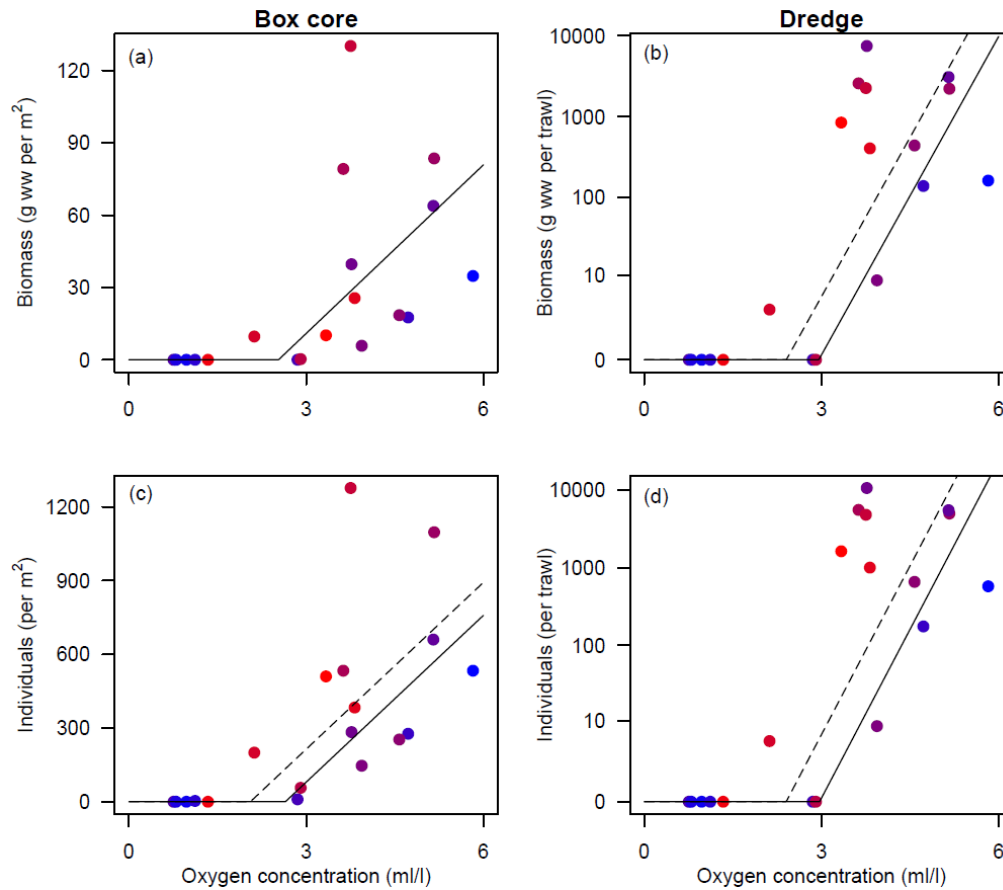 Box core
Dredge
(a)
120
90
60
30
0
Biomass (g ww per m²)
0 3 6
(b)
10000
1000
100
10
0
Biomass (g ww per trawl)
0 3 6
(c)
1200
900
600
300
0
Individuals (per m²)
0 3 6
Oxygen concentration (ml/l)
(d)
10000
1000
100
10
0
Individuals (per trawl)
0 3 6
Oxygen concentration (ml/l)